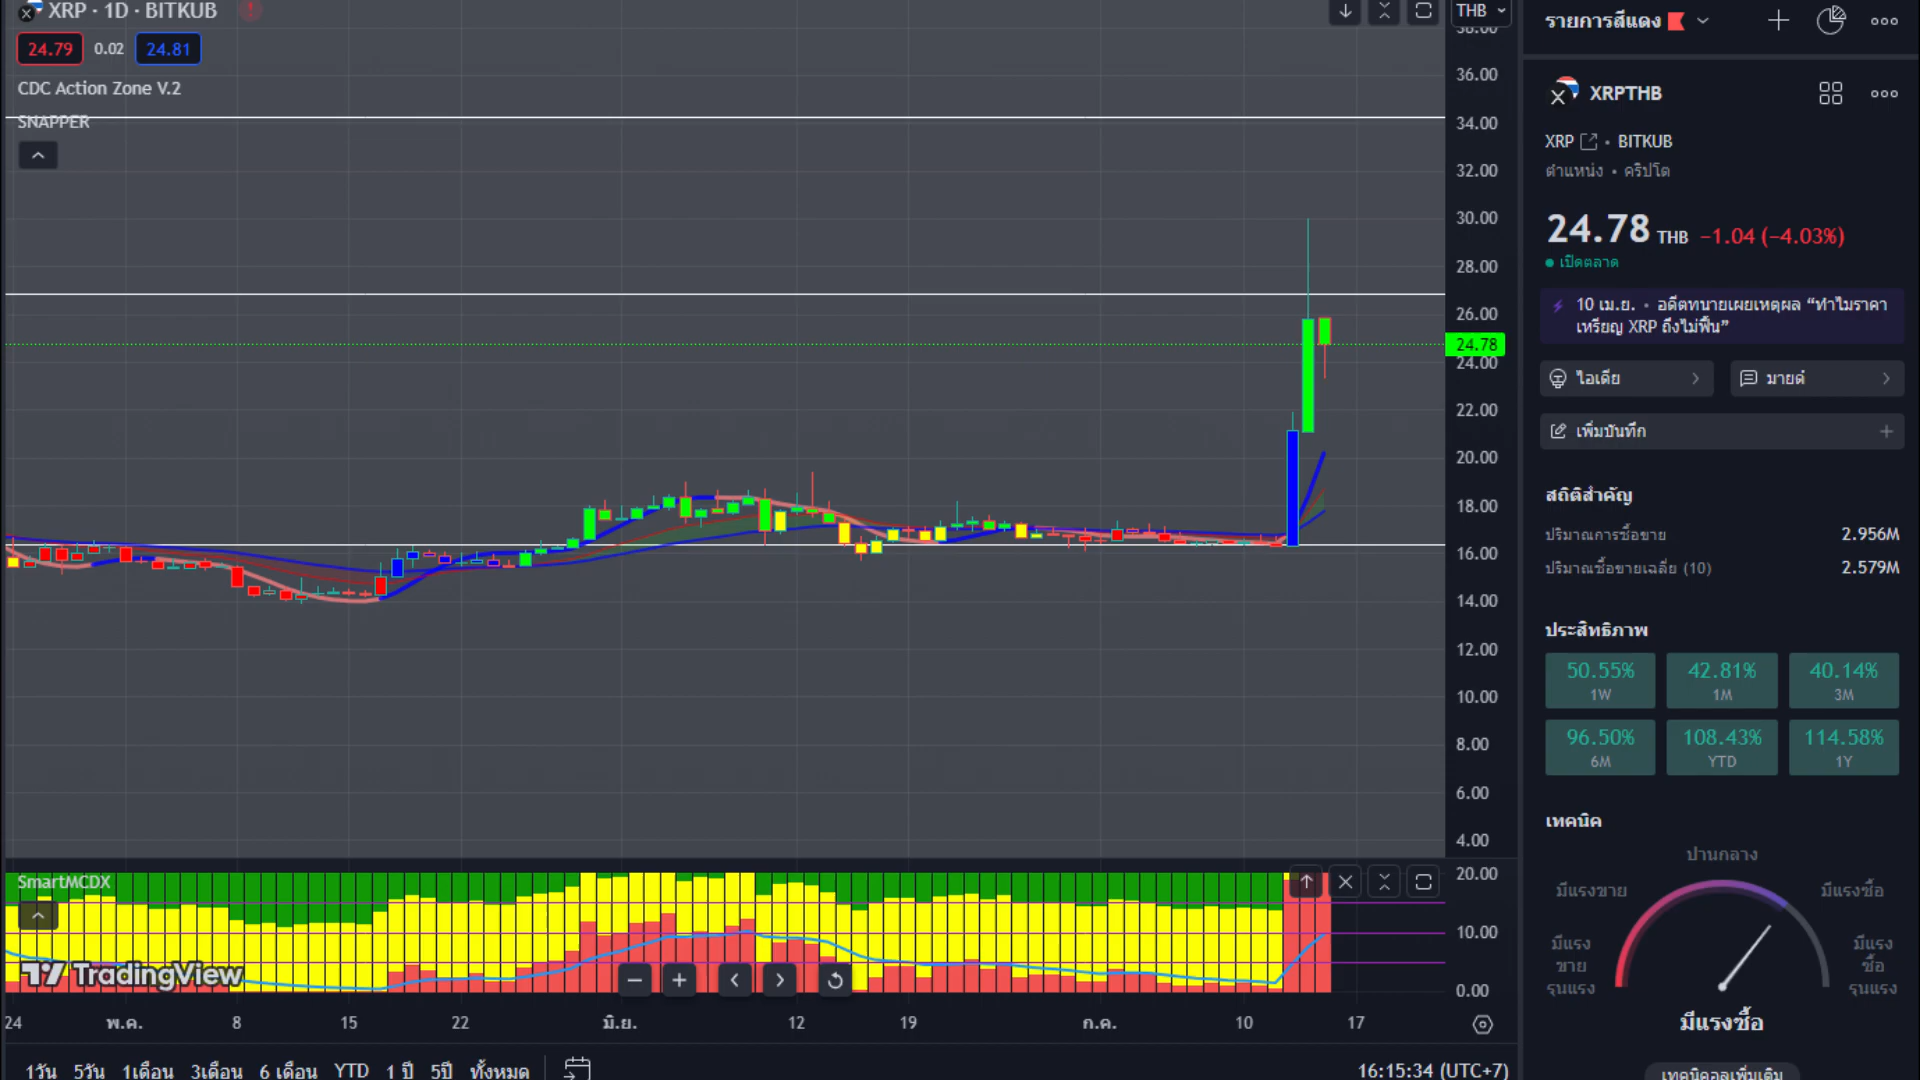 XRP · 1D · BITKUB
24.79 0.02 24.81
CDC Action Zone V.2
SNAPPER
THB
36.00
34.00
32.00
30.00
28.00
26.00
24.78
24.00
22.00
20.00
18.00
16.00
14.00
12.00
10.00
8.00
6.00
4.00
SmartMCDX
20.00
10.00
0.00
TradingView
24 พ.ค. 8 15 22 มิ.ย. 12 19 ก.ค. 10 17
1วัน 5วัน 1เดือน 3เดือน 6 เดือน YTD 1 ปี 5ปี ทั้งหมด
16:15:34 (UTC+7)
รายการสีแดง
XRPTHB
XRP • BITKUB
ตำแหน่ง • คริปโต
24.78 THB −1.04 (−4.03%)
เปิดตลาด
10 เม.ย. • อดีตทนายเผยเหตุผล “ทำไมราคา
เหรียญ XRP ถึงไม่ฟื้น”
ไอเดีย
มายด์
เพิ่มบันทึก
สถิติสำคัญ
ปริมาณการซื้อขาย 2.956M
ปริมาณซื้อขายเฉลี่ย (10) 2.579M
ประสิทธิภาพ
50.55% 42.81% 40.14%
1W 1M 3M
96.50% 108.43% 114.58%
6M YTD 1Y
เทคนิค
ปานกลาง
มีแรงขาย มีแรงซื้อ
มีแรง
ขาย
รุนแรง
มีแรง
ซื้อ
รุนแรง
มีแรงซื้อ
เทคนิคอลเพิ่มเติม